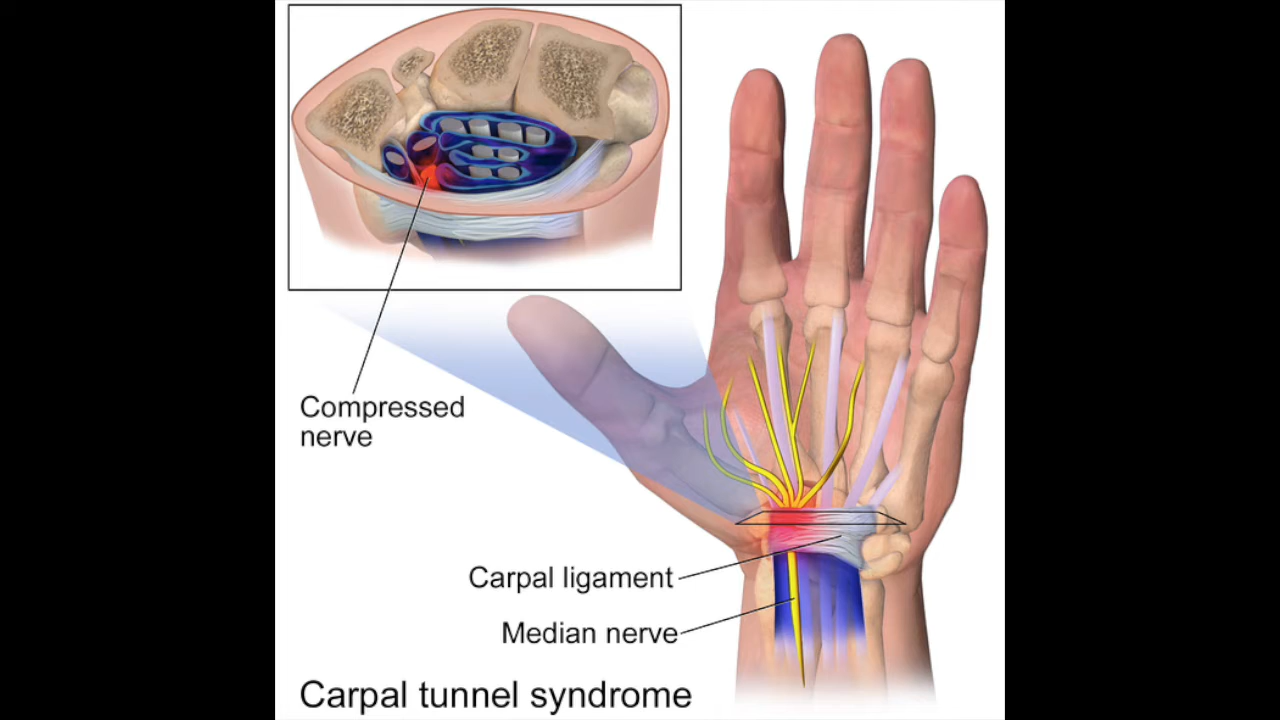 Compressed
nerve
Carpal ligament
Median nerve
Carpal tunnel syndrome